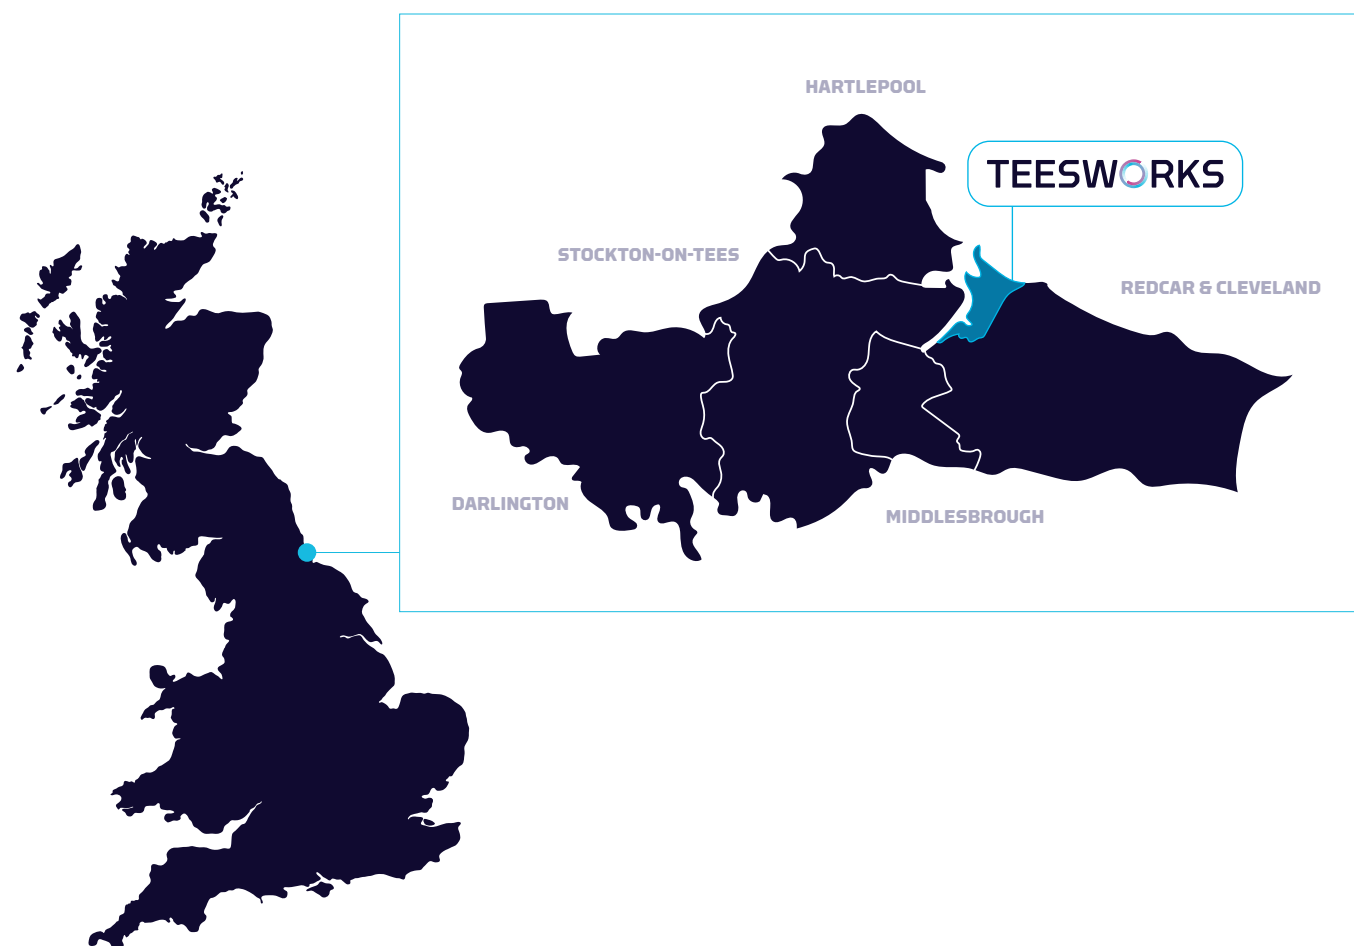 HARTLEPOOL
TEESWORKS
STOCKTON-ON-TEES
REDCAR & CLEVELAND
DARLINGTON
MIDDLESBROUGH